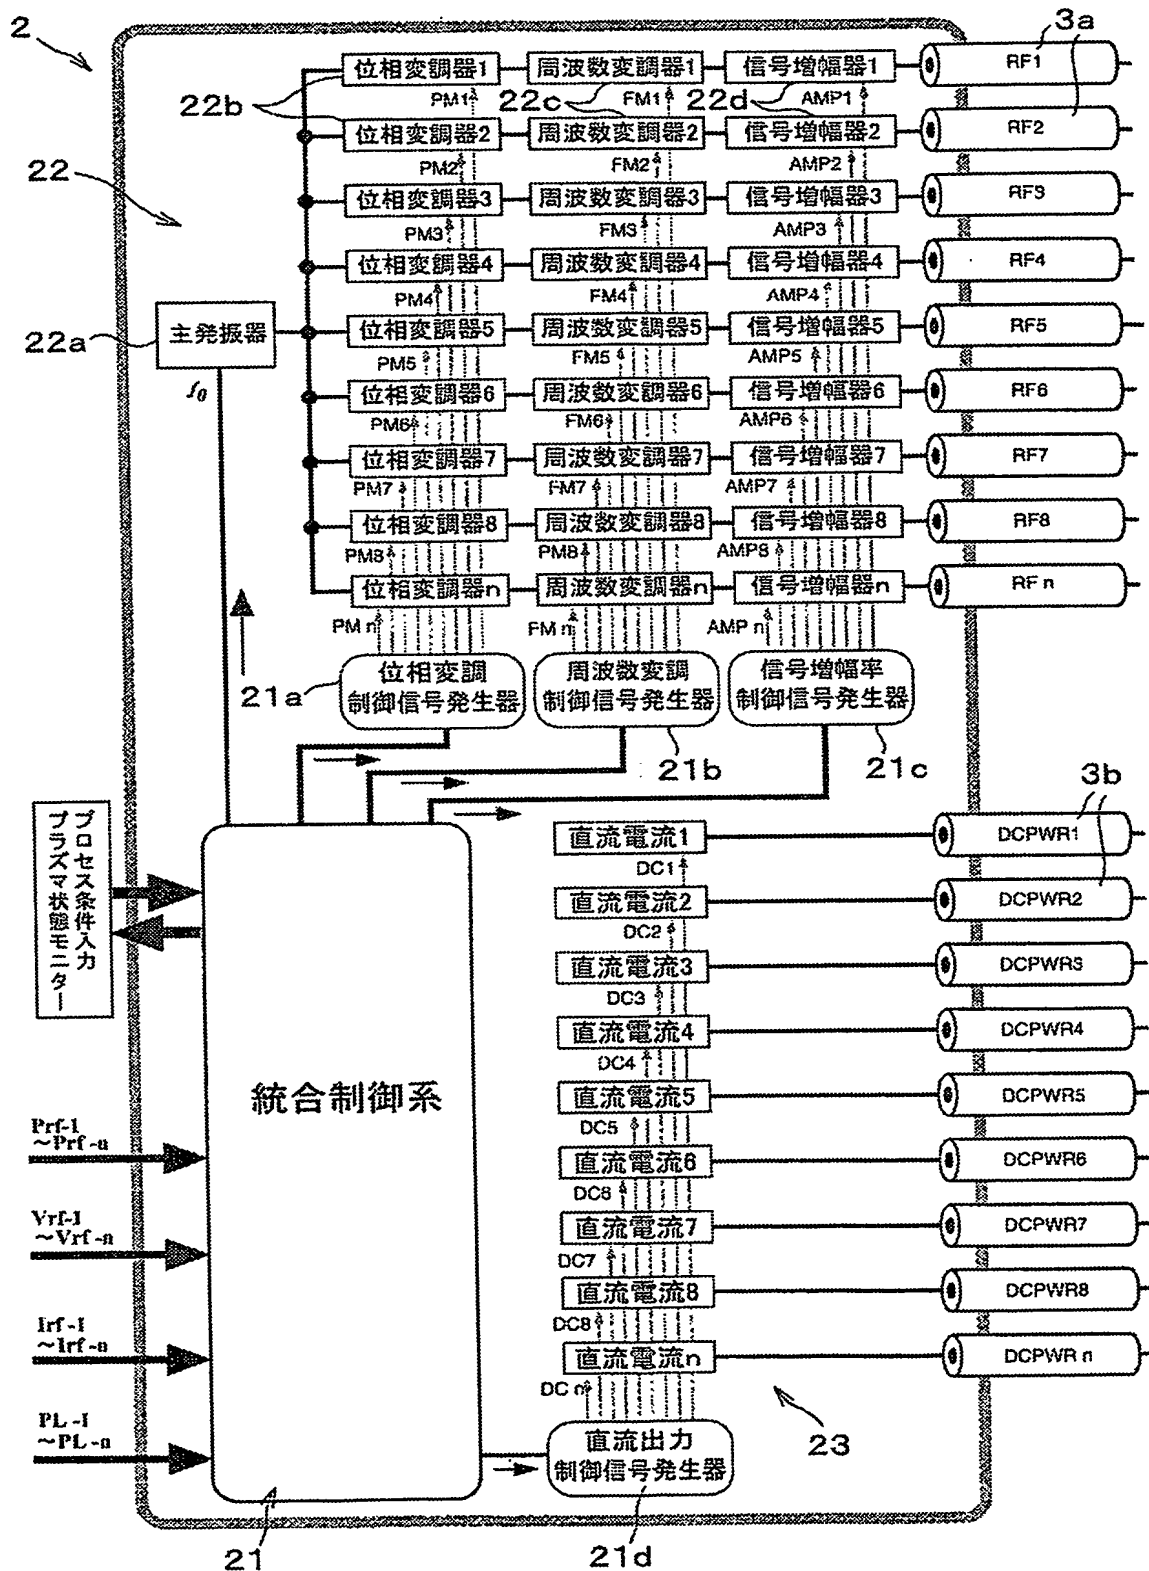 2
3a
位相変調器1
周波数変調器1
信号増幅器1
RF1
22b
PM1
22c
FM1
22d
AMP1
位相変調器2
周波数変調器2
信号増幅器2
RF2
PM2
FM2
AMP2
22
位相変調器3
周波数変調器3
信号増幅器3
RF3
PM3
FM3
AMP3
位相変調器4
周波数変調器4
信号増幅器4
RF4
PM4
FM4
AMP4
主発振器
22a
f0
位相変調器5
周波数変調器5
信号増幅器5
RF5
PM5
FM5
AMP5
位相変調器6
周波数変調器6
信号増幅器6
RF6
PM6
FM6
AMP6
位相変調器7
周波数変調器7
信号増幅器7
RF7
PM7
FM7
AMP7
位相変調器8
周波数変調器8
信号増幅器8
RF8
PM8
PM8
AMP8
位相変調器n
周波数変調器n
信号増幅器n
RF n
PM n
FM n
AMP n
位相変調
制御信号発生器
21a
周波数変調
制御信号発生器
21b
信号増幅率
制御信号発生器
21c
3b
プロセス条件入力
プラズマ状態モニター
直流電流1
DCPWR1
DC1
直流電流2
DCPWR2
DC2
直流電流3
DCPWR3
DC3
直流電流4
DCPWR4
DC4
統合制御系
直流電流5
DCPWR5
DC5
Prf-1
～Prf-n
直流電流6
DCPWR6
DC8
Vrf-1
～Vrf-n
直流電流7
DCPWR7
DC7
直流電流8
DCPWR8
DC8
Irf-1
～Irf-n
直流電流n
DCPWR n
DC n
PL-1
～PL-n
直流出力
制御信号発生器
23
21
21d